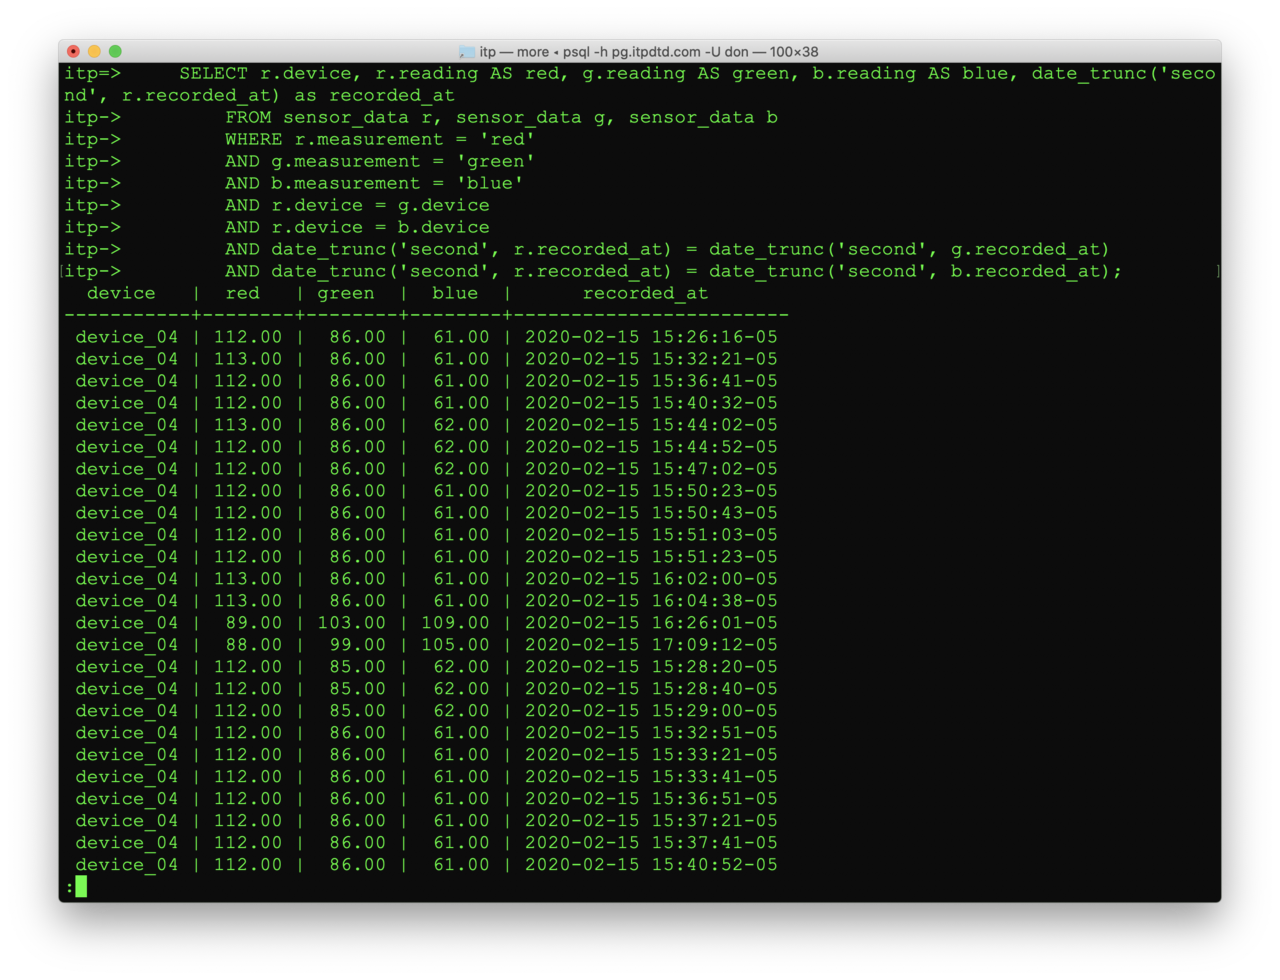 itp — more ◂ psql -h pg.itpdtd.com -U don — 100×38
itp=>     SELECT r.device, r.reading AS red, g.reading AS green, b.reading AS blue, date_trunc('seco
nd', r.recorded_at) as recorded_at
itp->         FROM sensor_data r, sensor_data g, sensor_data b
itp->         WHERE r.measurement = 'red'
itp->         AND g.measurement = 'green'
itp->         AND b.measurement = 'blue'
itp->         AND r.device = g.device
itp->         AND r.device = b.device
itp->         AND date_trunc('second', r.recorded_at) = date_trunc('second', g.recorded_at)
[itp->         AND date_trunc('second', r.recorded_at) = date_trunc('second', b.recorded_at);        ]
  device   |  red   | green  |  blue  |      recorded_at
-----------+--------+--------+--------+------------------------
 device_04 | 112.00 |  86.00 |  61.00 | 2020-02-15 15:26:16-05
 device_04 | 113.00 |  86.00 |  61.00 | 2020-02-15 15:32:21-05
 device_04 | 112.00 |  86.00 |  61.00 | 2020-02-15 15:36:41-05
 device_04 | 112.00 |  86.00 |  61.00 | 2020-02-15 15:40:32-05
 device_04 | 113.00 |  86.00 |  62.00 | 2020-02-15 15:44:02-05
 device_04 | 112.00 |  86.00 |  62.00 | 2020-02-15 15:44:52-05
 device_04 | 112.00 |  86.00 |  62.00 | 2020-02-15 15:47:02-05
 device_04 | 112.00 |  86.00 |  61.00 | 2020-02-15 15:50:23-05
 device_04 | 112.00 |  86.00 |  61.00 | 2020-02-15 15:50:43-05
 device_04 | 112.00 |  86.00 |  61.00 | 2020-02-15 15:51:03-05
 device_04 | 112.00 |  86.00 |  61.00 | 2020-02-15 15:51:23-05
 device_04 | 113.00 |  86.00 |  61.00 | 2020-02-15 16:02:00-05
 device_04 | 113.00 |  86.00 |  61.00 | 2020-02-15 16:04:38-05
 device_04 |  89.00 | 103.00 | 109.00 | 2020-02-15 16:26:01-05
 device_04 |  88.00 |  99.00 | 105.00 | 2020-02-15 17:09:12-05
 device_04 | 112.00 |  85.00 |  62.00 | 2020-02-15 15:28:20-05
 device_04 | 112.00 |  85.00 |  62.00 | 2020-02-15 15:28:40-05
 device_04 | 112.00 |  85.00 |  62.00 | 2020-02-15 15:29:00-05
 device_04 | 112.00 |  86.00 |  61.00 | 2020-02-15 15:32:51-05
 device_04 | 112.00 |  86.00 |  61.00 | 2020-02-15 15:33:21-05
 device_04 | 112.00 |  86.00 |  61.00 | 2020-02-15 15:33:41-05
 device_04 | 112.00 |  86.00 |  61.00 | 2020-02-15 15:36:51-05
 device_04 | 112.00 |  86.00 |  61.00 | 2020-02-15 15:37:21-05
 device_04 | 112.00 |  86.00 |  61.00 | 2020-02-15 15:37:41-05
 device_04 | 112.00 |  86.00 |  61.00 | 2020-02-15 15:40:52-05
: